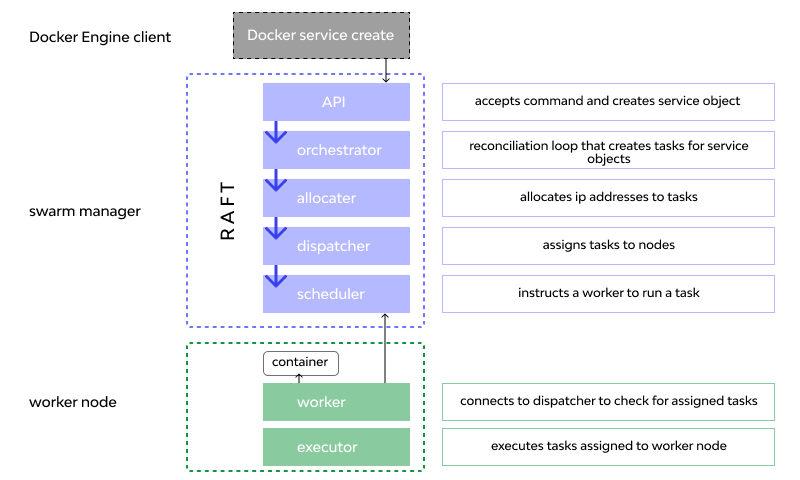 Docker Engine client
Docker service create
API
accepts command and creates service object
orchestrator
reconciliation loop that creates tasks for service
objects
swarm manager
RAFT
allocater
allocates ip addresses to tasks
dispatcher
assigns tasks to nodes
scheduler
instructs a worker to run a task
container
worker node
worker
connects to dispatcher to check for assigned tasks
executor
executes tasks assigned to worker node